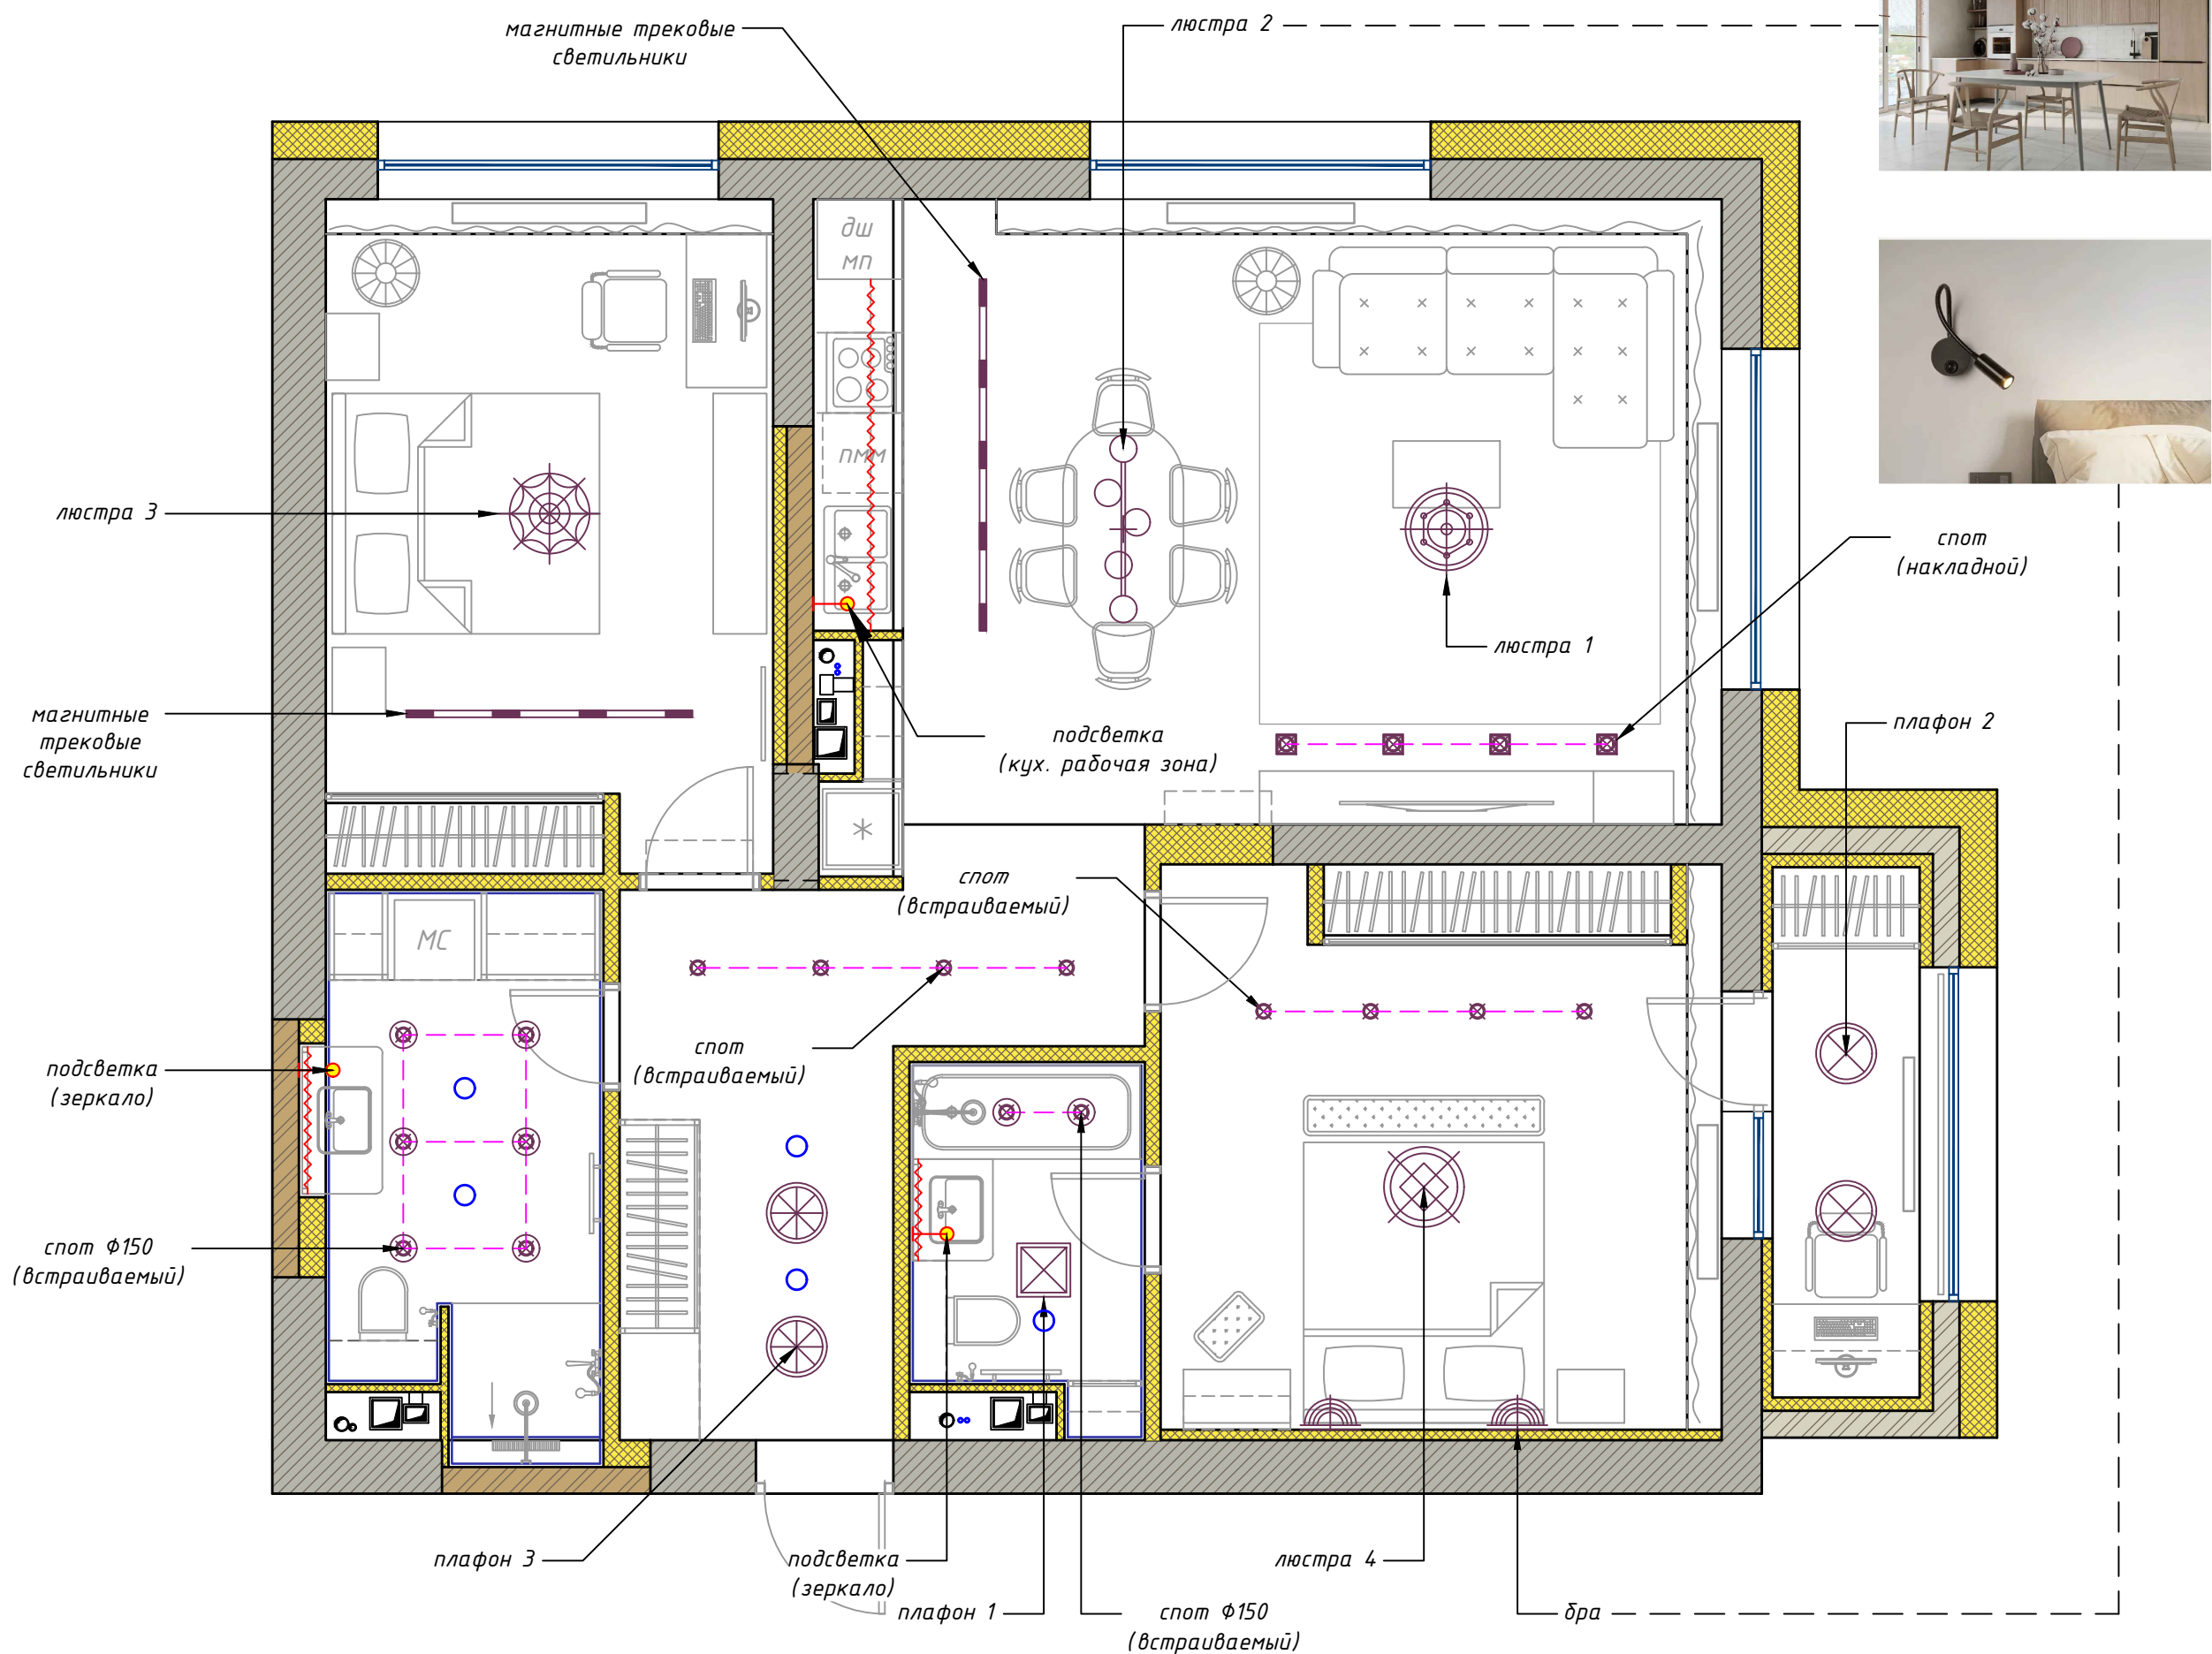 магнитные трековые
светильники
люстра 2
дш
мп
пмм
люстра 3
спот
(накладной)
люстра 1
магнитные
трековые
светильники
подсветка
(кух. рабочая зона)
плафон 2
спот
(встраиваемый)
МС
спот
(встраиваемый)
подсветка
(зеркало)
спот Ф150
(встраиваемый)
плафон 3
подсветка
(зеркало)
люстра 4
плафон 1
спот Ф150
(встраиваемый)
бра